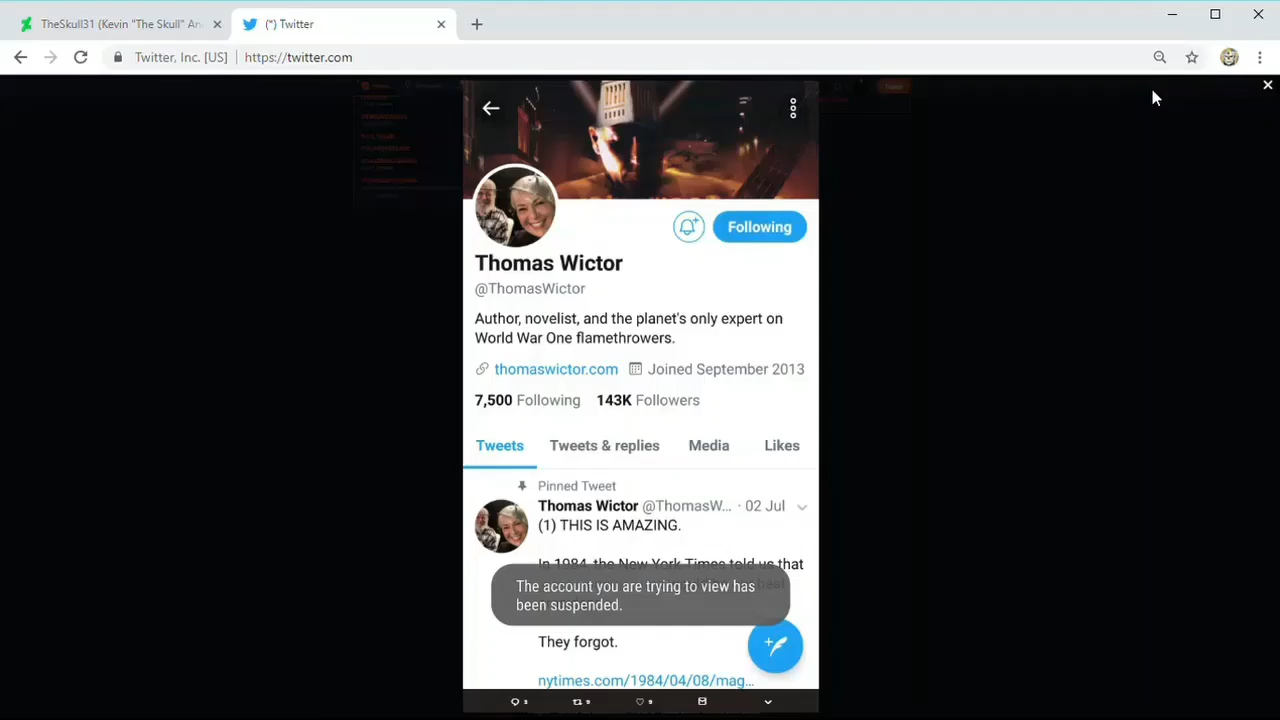 TheSkull31 (Kevin "The Skull" An
(*) Twitter
Twitter, Inc. [US]
https://twitter.com
Following
Thomas Wictor
@ThomasWictor
Author, novelist, and the planet's only expert on
World War One flamethrowers.
thomaswictor.com Joined September 2013
7,500 Following 143K Followers
Tweets Tweets & replies Media Likes
Pinned Tweet
Thomas Wictor @ThomasW... · 02 Jul
(1) THIS IS AMAZING.
In 1984, the New York Times told us that
The account you are trying to view has
been suspended.
They forgot.
nytimes.com/1984/04/08/mag...